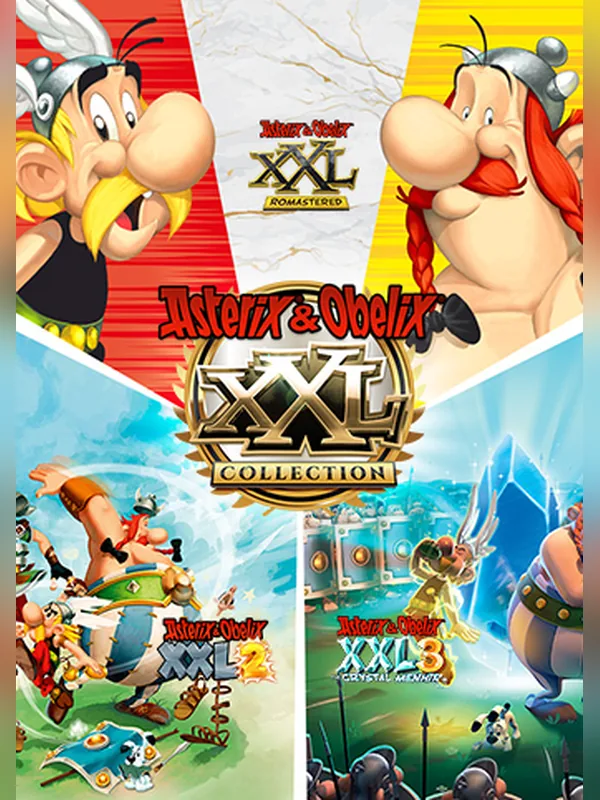 Asterix & Obelix
XXL
ROMASTERED
Asterix & Obelix
XXL
COLLECTION
Asterix & Obelix
XXL 2
Asterix & Obelix
XXL 3
CRYSTAL MENHIR